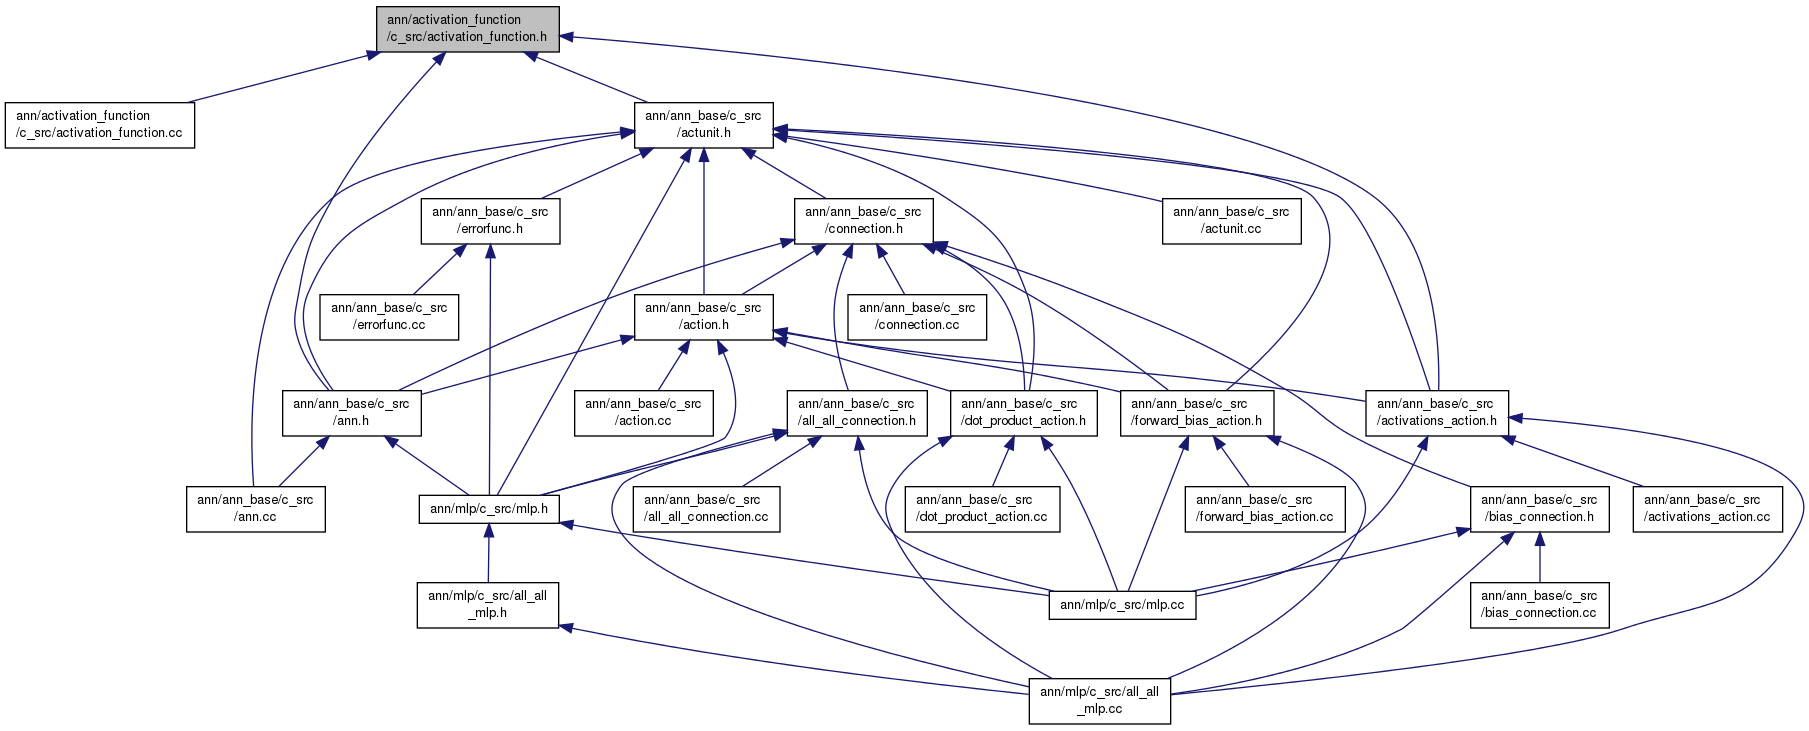 ann/activation_function
/c_src/activation_function.h
ann/activation_function
/c_src/activation_function.cc
ann/ann_base/c_src
/actunit.h
ann/ann_base/c_src
/errorfunc.h
ann/ann_base/c_src
/connection.h
ann/ann_base/c_src
/actunit.cc
ann/ann_base/c_src
/errorfunc.cc
ann/ann_base/c_src
/action.h
ann/ann_base/c_src
/connection.cc
ann/ann_base/c_src
/ann.h
ann/ann_base/c_src
/action.cc
ann/ann_base/c_src
/all_all_connection.h
ann/ann_base/c_src
/dot_product_action.h
ann/ann_base/c_src
/forward_bias_action.h
ann/ann_base/c_src
/activations_action.h
ann/ann_base/c_src
/ann.cc
ann/mlp/c_src/mlp.h
ann/ann_base/c_src
/all_all_connection.cc
ann/ann_base/c_src
/dot_product_action.cc
ann/ann_base/c_src
/forward_bias_action.cc
ann/ann_base/c_src
/bias_connection.h
ann/ann_base/c_src
/activations_action.cc
ann/mlp/c_src/all_all
_mlp.h
ann/mlp/c_src/mlp.cc
ann/ann_base/c_src
/bias_connection.cc
ann/mlp/c_src/all_all
_mlp.cc